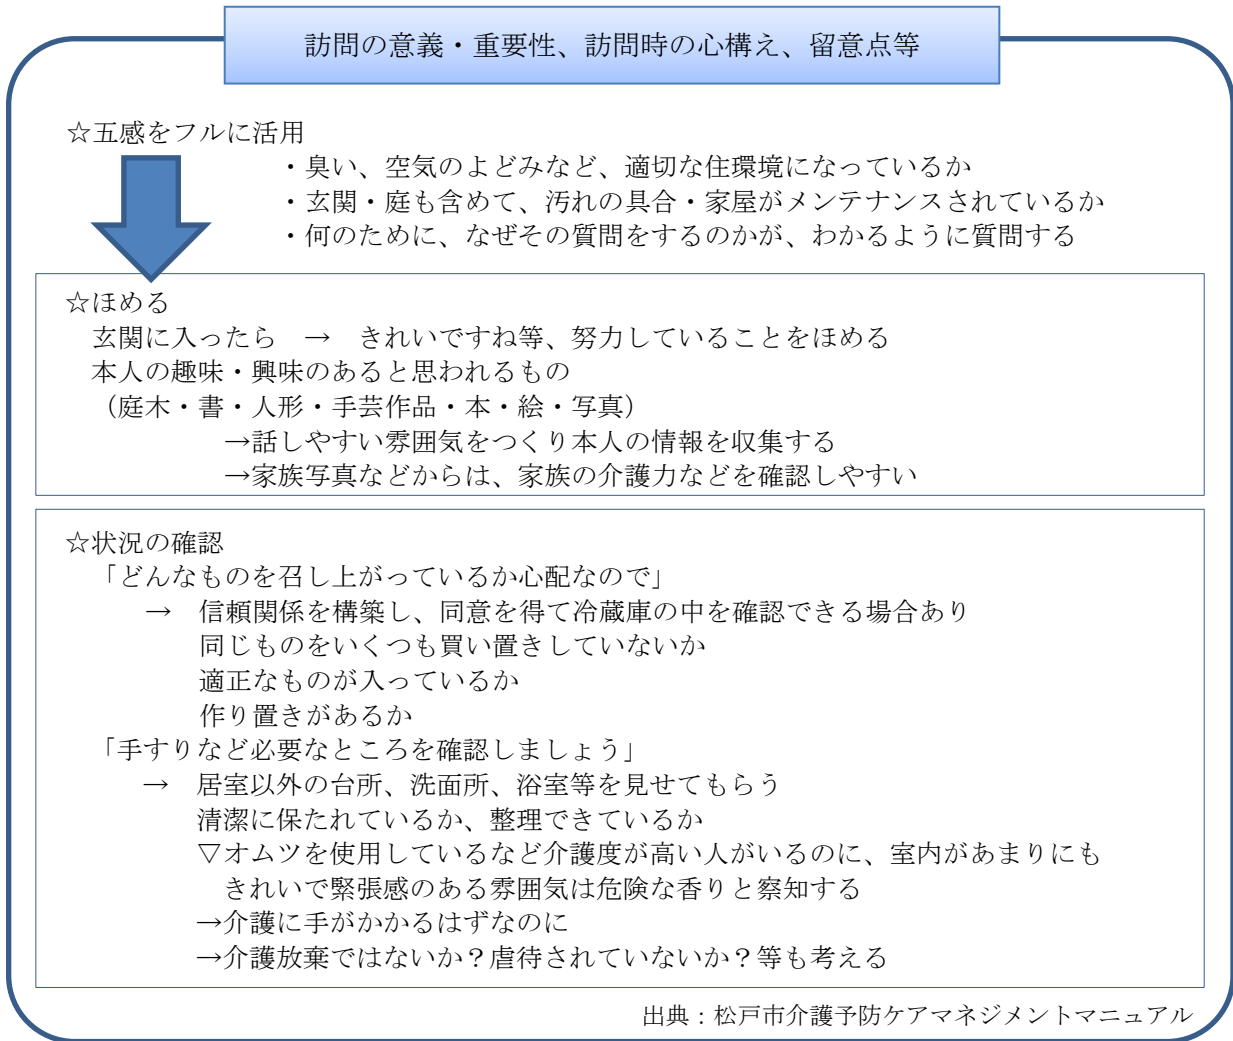 訪問の意義・重要性、訪問時の心構え、留意点等
☆五感をフルに活用
・臭い、空気のよどみなど、適切な住環境になっているか
・玄関・庭も含めて、汚れの具合・家屋がメンテナンスされているか
・何のために、なぜその質問をするのかが、わかるように質問する
☆ほめる
玄関に入ったら　→　きれいですね等、努力していることをほめる
本人の趣味・興味のあると思われるもの
（庭木・書・人形・手芸作品・本・絵・写真）
→話しやすい雰囲気をつくり本人の情報を収集する
→家族写真などからは、家族の介護力などを確認しやすい
☆状況の確認
「どんなものを召し上がっているか心配なので」
→　信頼関係を構築し、同意を得て冷蔵庫の中を確認できる場合あり
同じものをいくつも買い置きしていないか
適正なものが入っているか
作り置きがあるか
「手すりなど必要なところを確認しましょう」
→　居室以外の台所、洗面所、浴室等を見せてもらう
清潔に保たれているか、整理できているか
▽オムツを使用しているなど介護度が高い人がいるのに、室内があまりにも
きれいで緊張感のある雰囲気は危険な香りと察知する
→介護に手がかかるはずなのに
→介護放棄ではないか？虐待されていないか？等も考える
出典：松戸市介護予防ケアマネジメントマニュアル